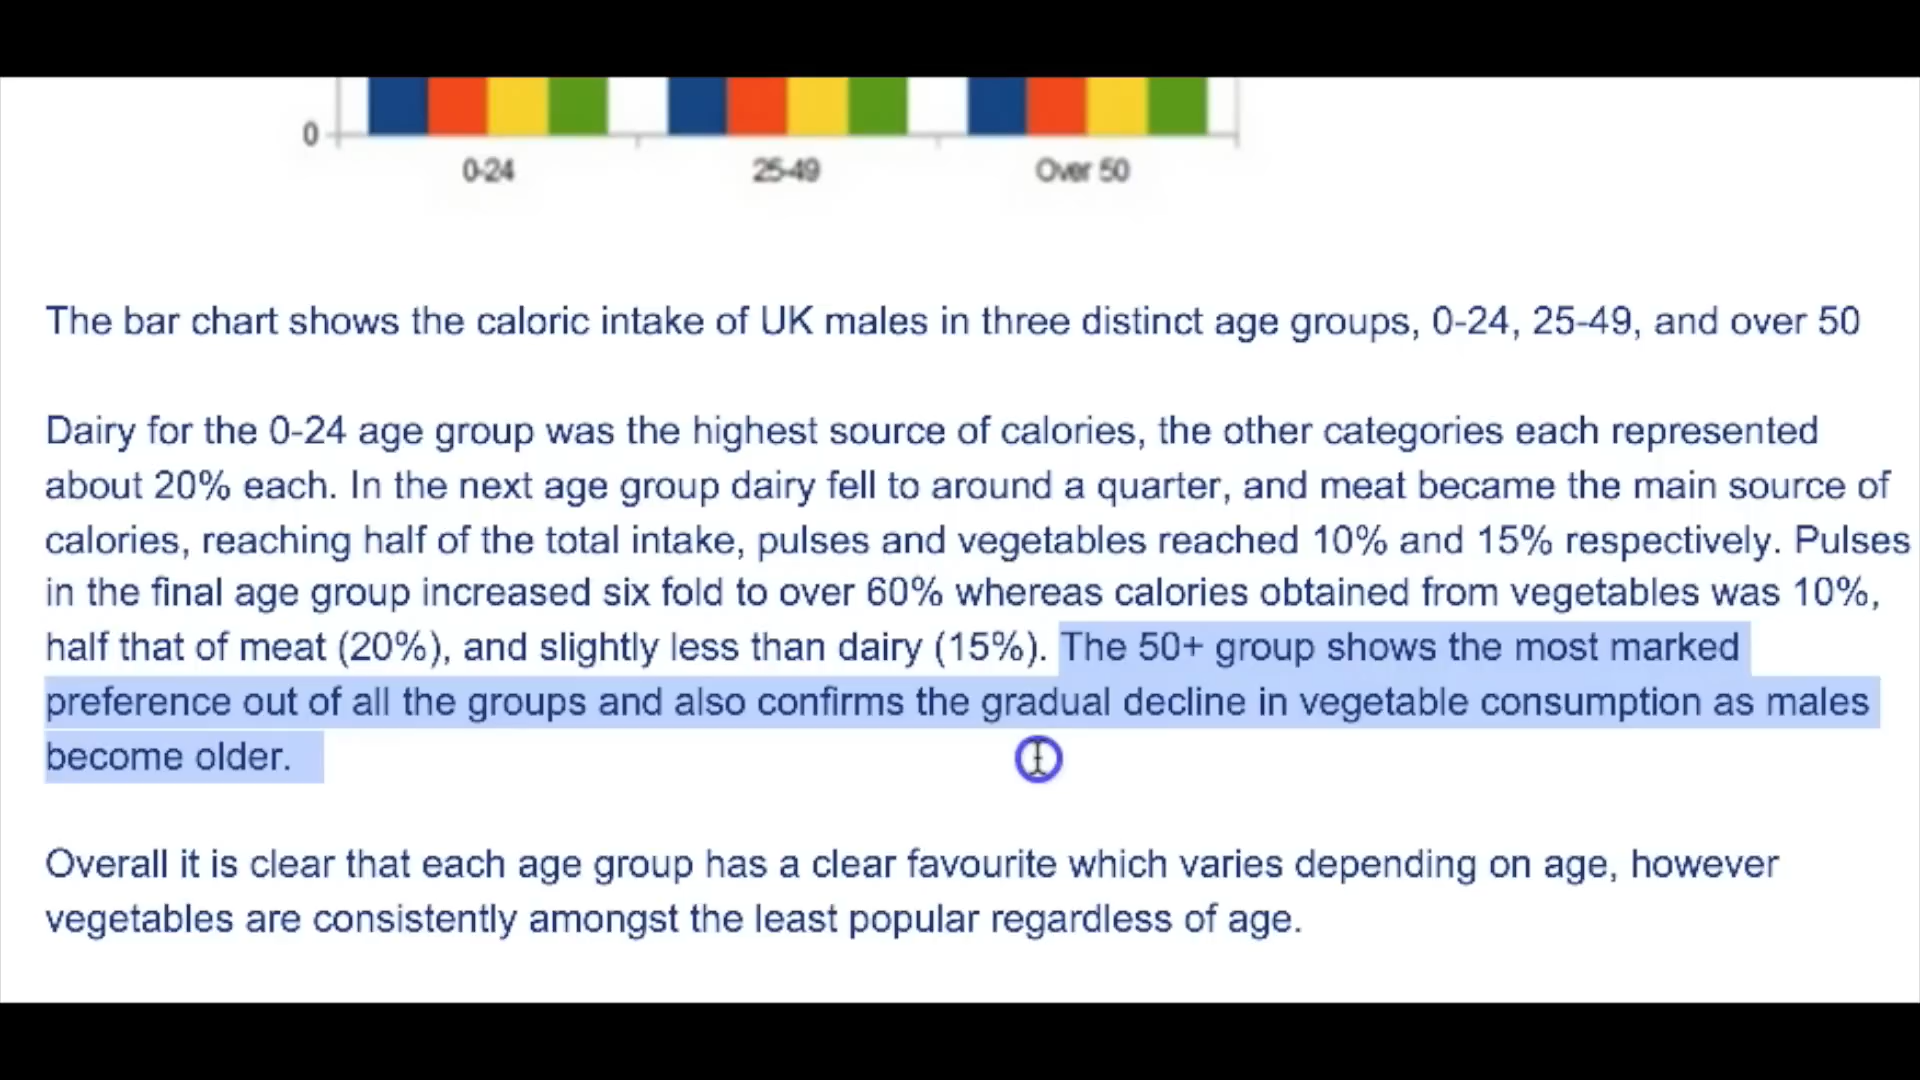 0
0-24 25-49 Over 50
The bar chart shows the caloric intake of UK males in three distinct age groups, 0-24, 25-49, and over 50
Dairy for the 0-24 age group was the highest source of calories, the other categories each represented
about 20% each. In the next age group dairy fell to around a quarter, and meat became the main source of
calories, reaching half of the total intake, pulses and vegetables reached 10% and 15% respectively. Pulses
in the final age group increased six fold to over 60% whereas calories obtained from vegetables was 10%,
half that of meat (20%), and slightly less than dairy (15%). The 50+ group shows the most marked
preference out of all the groups and also confirms the gradual decline in vegetable consumption as males
become older.
Overall it is clear that each age group has a clear favourite which varies depending on age, however
vegetables are consistently amongst the least popular regardless of age.